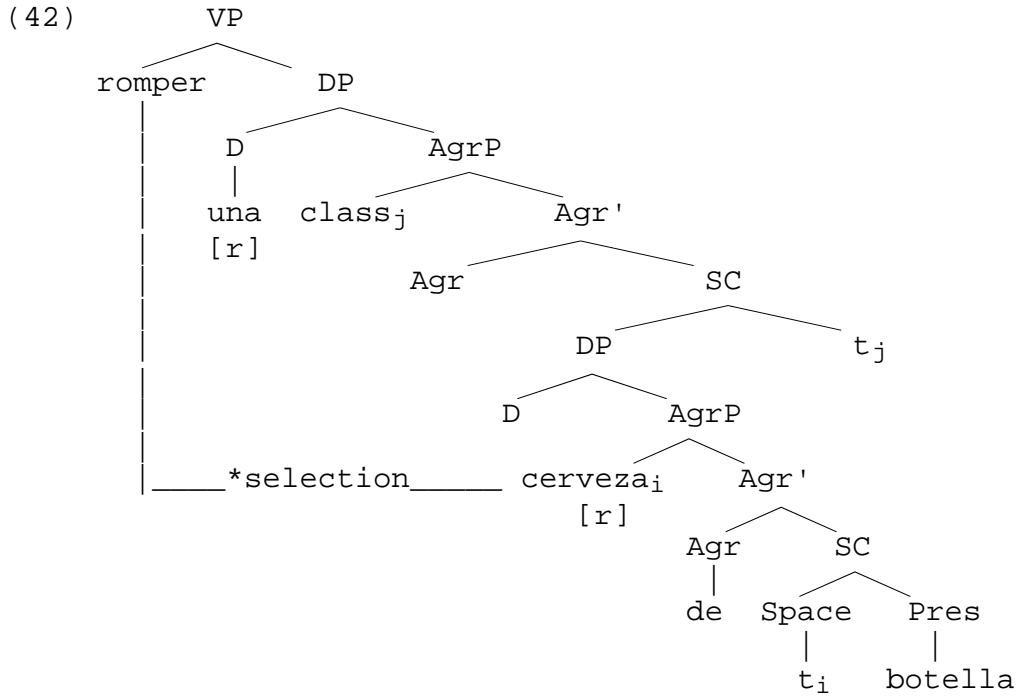 (42) VP
romper DP
D AgrP
una class_j Agr'
[r]
Agr SC
DP t_j
D AgrP
*selection cerveza_i Agr'
[r]
Agr SC
de Space Pres
t_i botella